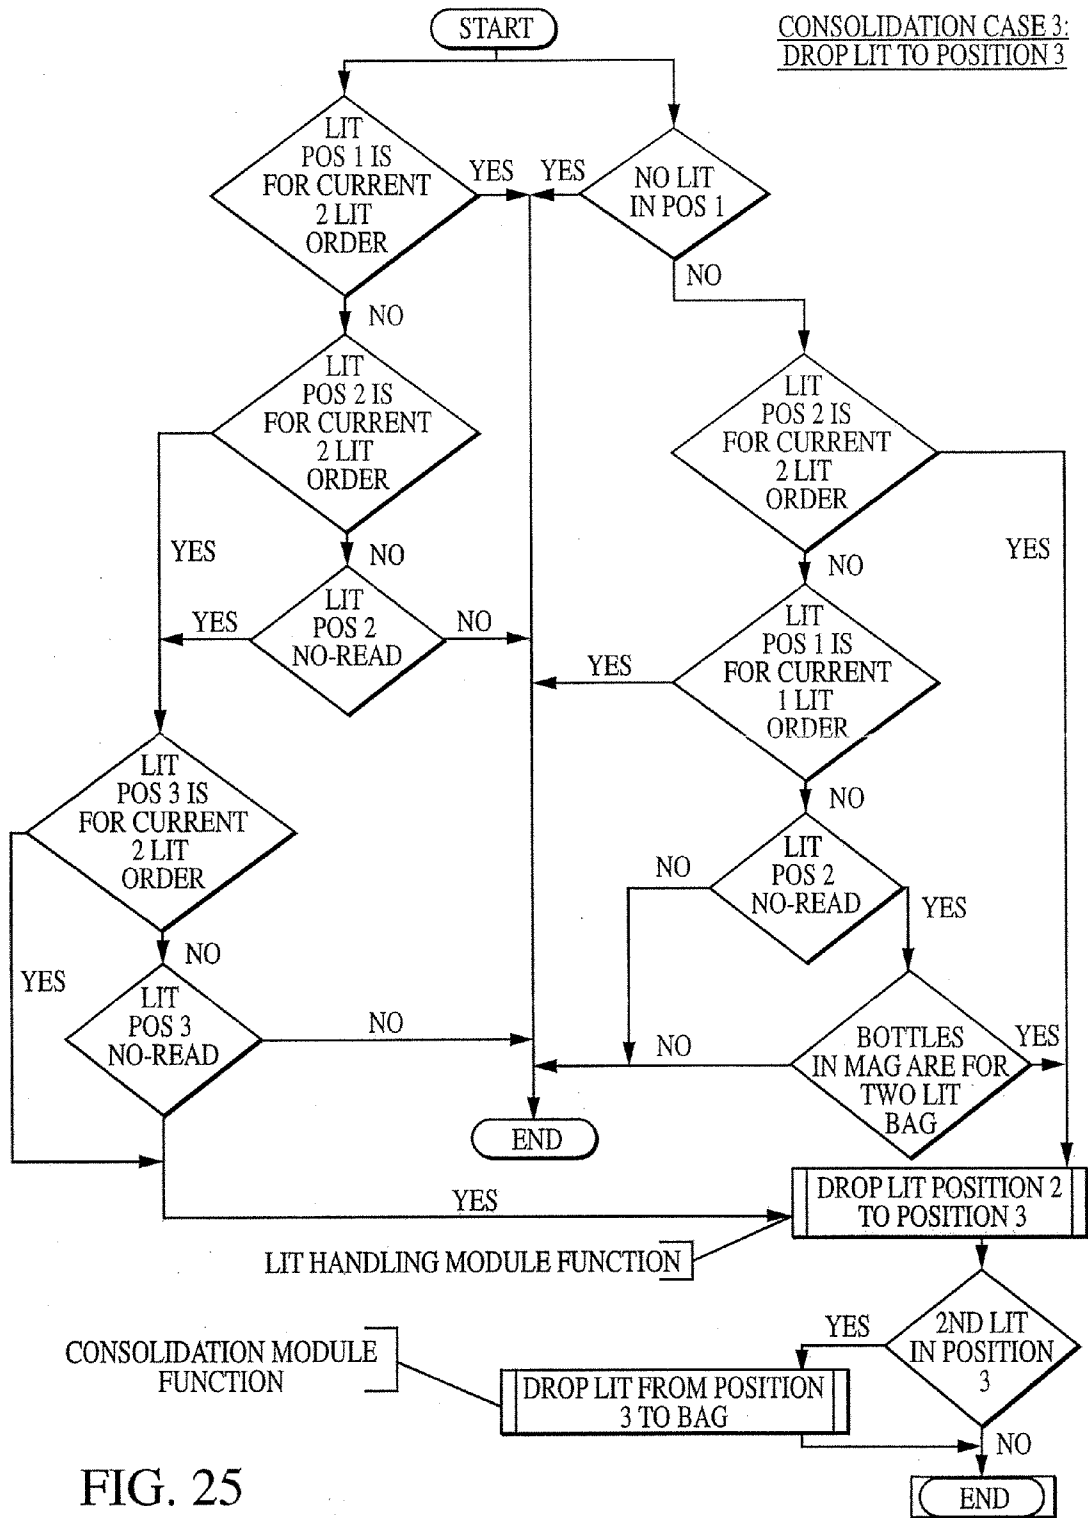 START
CONSOLIDATION CASE 3:
DROP LIT TO POSITION 3
LIT
POS 1 IS
FOR CURRENT
2 LIT
ORDER
YES
YES
NO LIT
IN POS 1
NO
NO
LIT
POS 2 IS
FOR CURRENT
2 LIT
ORDER
LIT
POS 2 IS
FOR CURRENT
2 LIT
ORDER
YES
NO
YES
NO
LIT
POS 2
NO-READ
YES
NO
LIT
POS 1 IS
FOR CURRENT
1 LIT
ORDER
YES
NO
LIT
POS 3 IS
FOR CURRENT
2 LIT
ORDER
LIT
POS 2
NO-READ
NO
YES
NO
YES
LIT
POS 3
NO-READ
NO
BOTTLES
IN MAG ARE FOR
TWO LIT
BAG
NO
YES
END
YES
DROP LIT POSITION 2
TO POSITION 3
LIT HANDLING MODULE FUNCTION
2ND LIT
IN POSITION
3
YES
CONSOLIDATION MODULE
FUNCTION
DROP LIT FROM POSITION
3 TO BAG
NO
END
FIG. 25